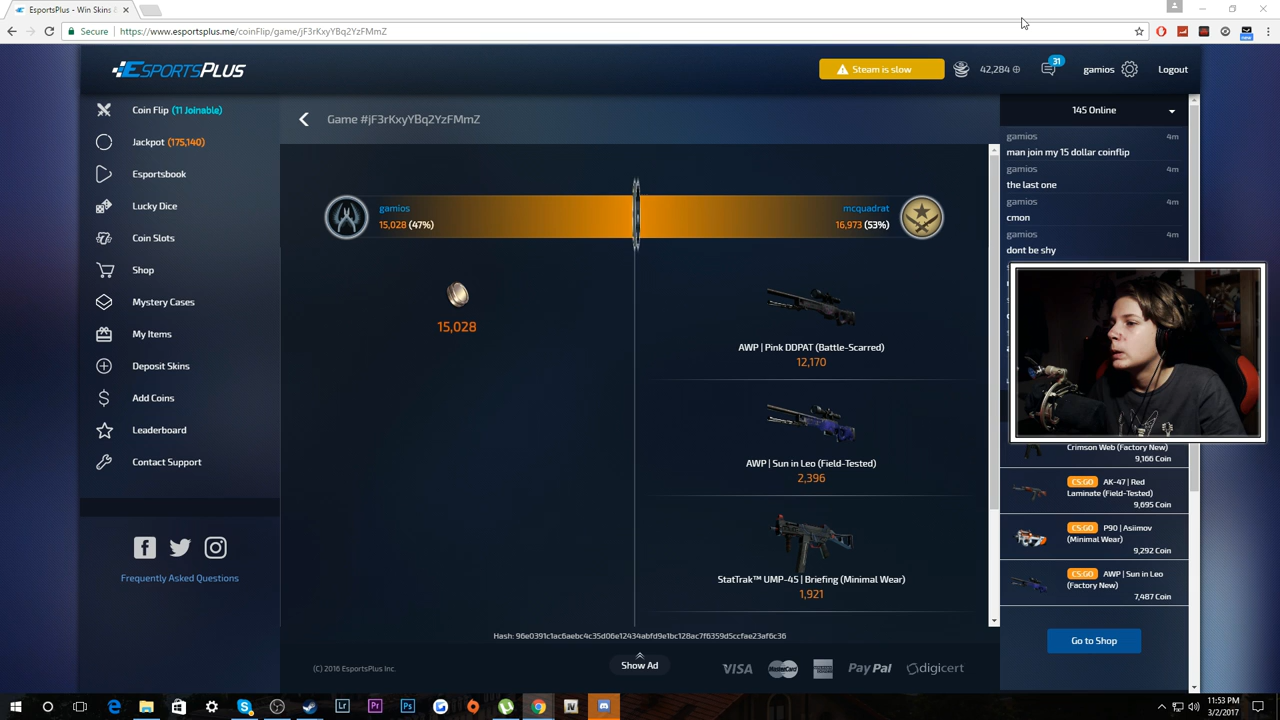 EsportsPlus - Win Skins &
Secure
https://www.esportsplus.me/coinFlip/game/jF3rKxyYBq2YzFMmZ
new
ESPORTSPLUS
Steam is slow
42,284
31
gamios
Logout
Coin Flip (11 Joinable)
Jackpot (175,140)
Esportsbook
Lucky Dice
Coin Slots
Shop
Mystery Cases
My Items
Deposit Skins
Add Coins
Leaderboard
Contact Support
Frequently Asked Questions
Game #jF3rKxyYBq2YzFMmZ
gamios
15,028 (47%)
mcquadrat
16,973 (53%)
15,028
AWP | Pink DDPAT (Battle-Scarred)
12,170
AWP | Sun in Leo (Field-Tested)
2,396
StatTrak™ UMP-45 | Briefing (Minimal Wear)
1,921
Hash: 96e0391c1ac6aebc4c35d06e12434abfd9e1bc128ac7f6359d5ccfae23af6c36
(C) 2016 EsportsPlus Inc.
Show Ad
VISA
MasterCard
PayPal
digicert
145 Online
gamios 4m
man join my 15 dollar coinflip
gamios 4m
the last one
gamios 4m
cmon
gamios 4m
dont be shy
Crimson Web (Factory New)
9,166 Coin
CS:GO AK-47 | Red
Laminate (Field-Tested)
9,695 Coin
CS:GO P90 | Asiimov
(Minimal Wear)
9,292 Coin
CS:GO AWP | Sun in Leo
(Factory New)
7,487 Coin
Go to Shop
Lr
Pr
Ps
11:53 PM
3/2/2017